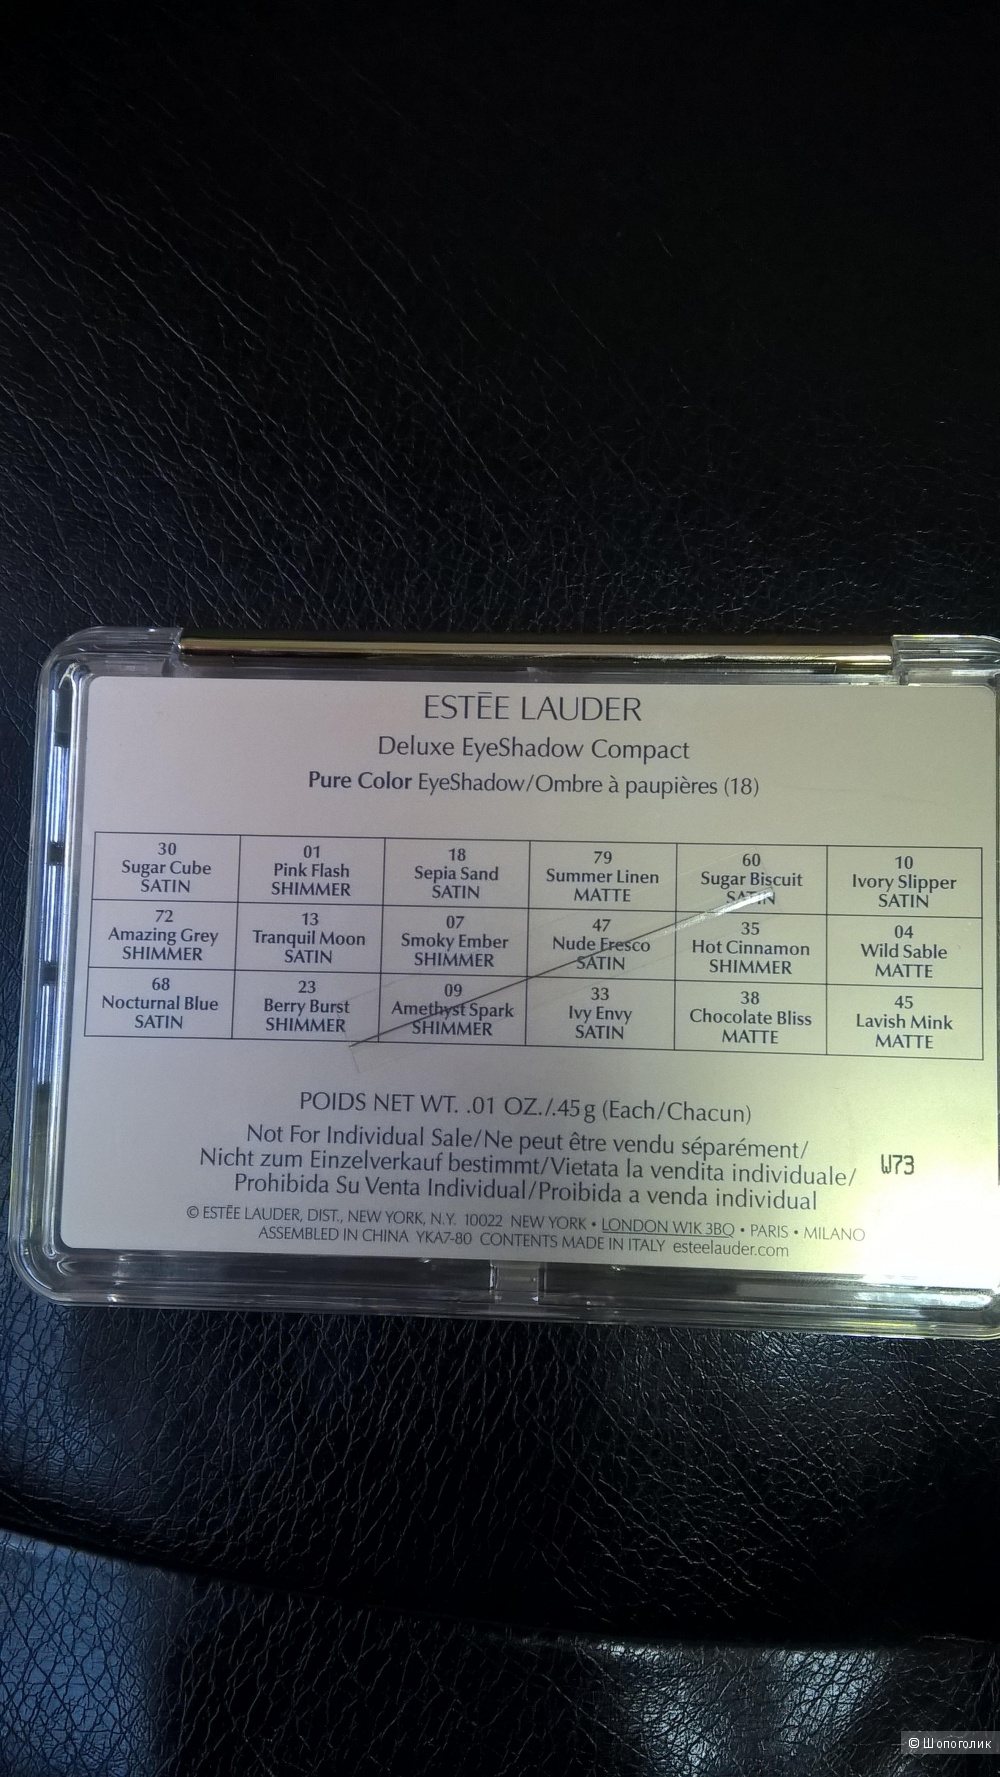 ESTĒE LAUDER
Deluxe EyeShadow Compact
Pure Color EyeShadow/Ombre à paupières (18)
30 01 18 79 60 10
Sugar Cube Pink Flash Sepia Sand Summer Linen Sugar Biscuit Ivory Slipper
SATIN SHIMMER SATIN MATTE SATIN SATIN
72 13 07 47 35 04
Amazing Grey Tranquil Moon Smoky Ember Nude Fresco Hot Cinnamon Wild Sable
SHIMMER SATIN SHIMMER SATIN SHIMMER MATTE
68 23 09 33 38 45
Nocturnal Blue Berry Burst Amethyst Spark Ivy Envy Chocolate Bliss Lavish Mink
SATIN SHIMMER SHIMMER SATIN MATTE MATTE
POIDS NET WT. .01 OZ./.45g (Each/Chacun)
Not For Individual Sale/Ne peut être vendu séparément/
Nicht zum Einzelverkauf bestimmt/Vietata la vendita individuale/
Prohibida Su Venta Individual/Proibida a venda individual
W73
© ESTĒE LAUDER, DIST., NEW YORK, N.Y. 10022 NEW YORK • LONDON W1K 3BQ • PARIS • MILANO
ASSEMBLED IN CHINA YKA7-80 CONTENTS MADE IN ITALY esteelauder.com
© Шопоголик